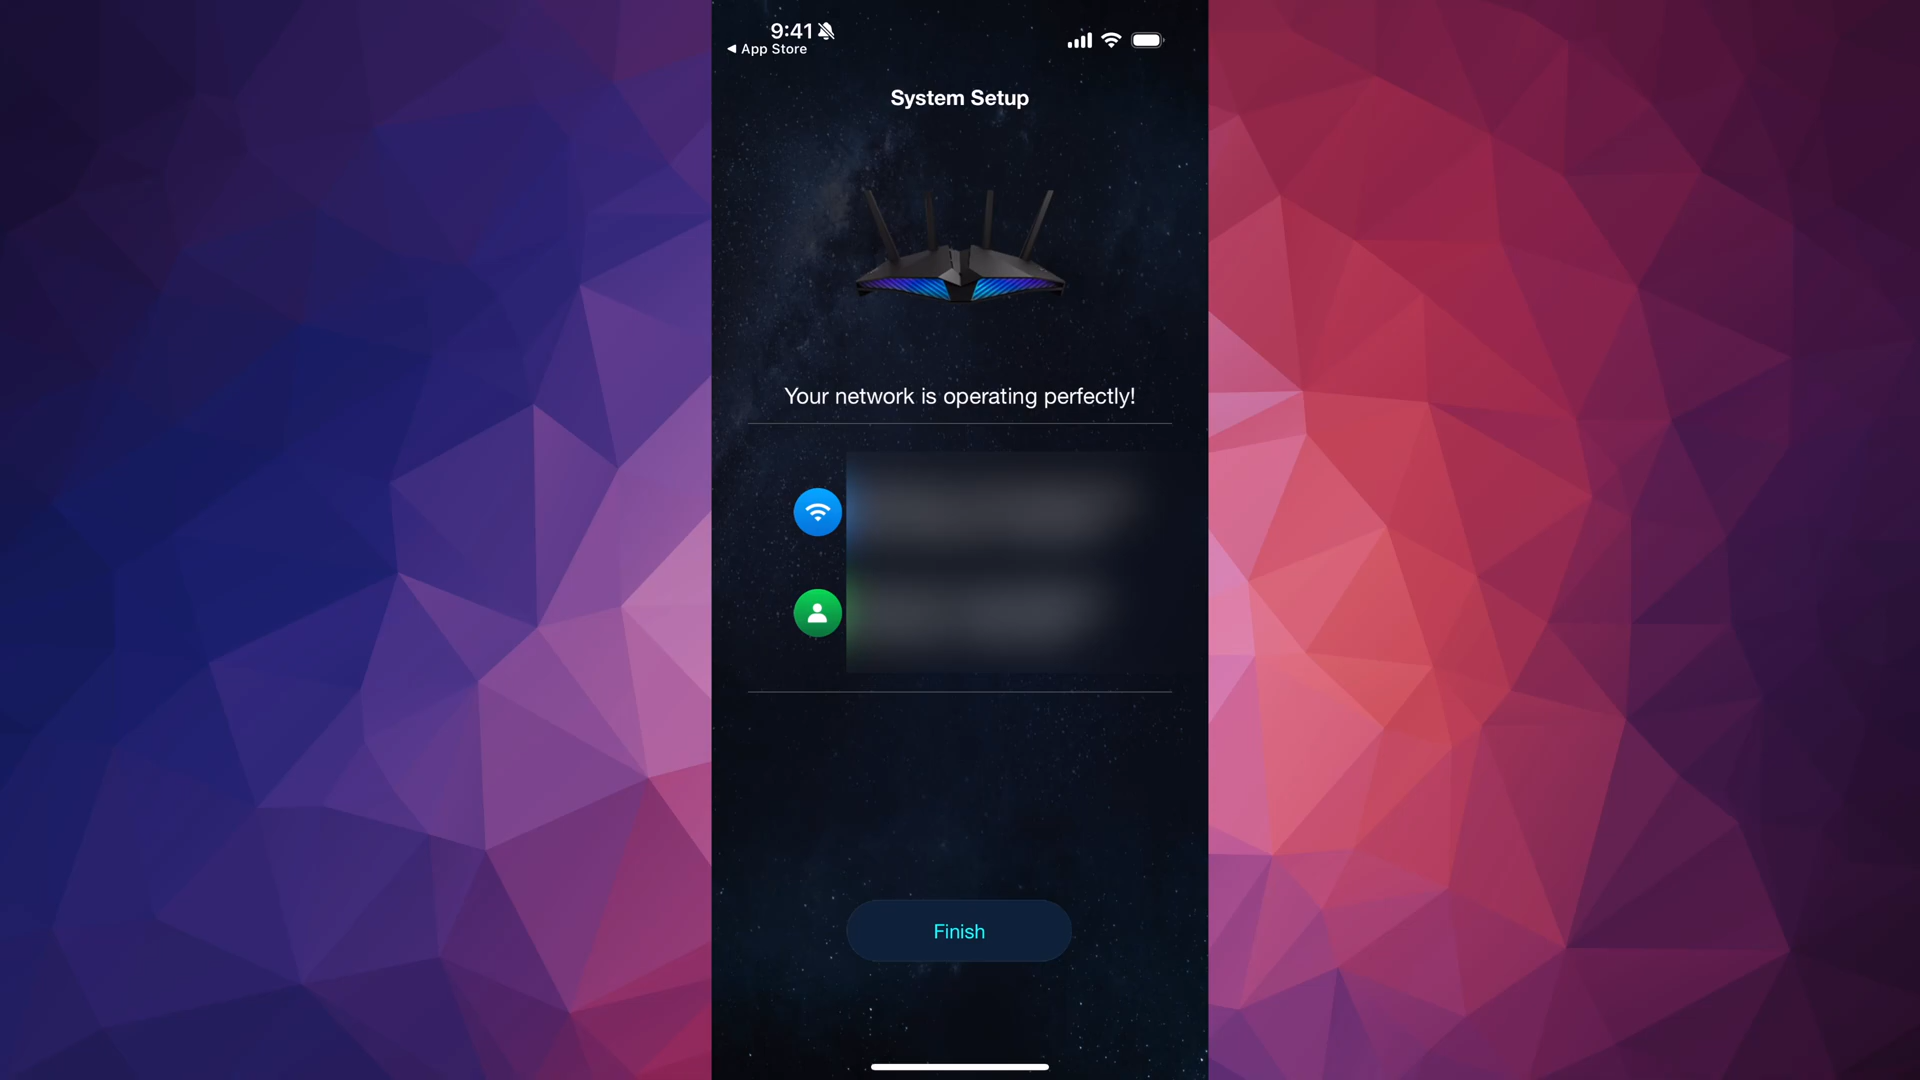 9:41
◀ App Store
System Setup
Your network is operating perfectly!
Finish